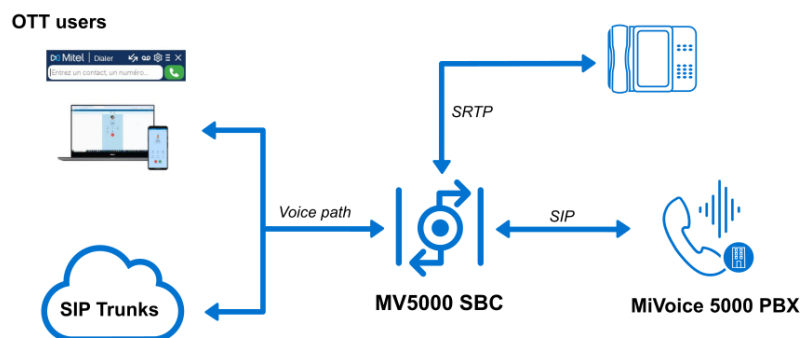 OTT users
Mitel | Dialer
Entrez un contact, un numéro...
SRTP
Voice path
SIP
SIP Trunks
MV5000 SBC
MiVoice 5000 PBX